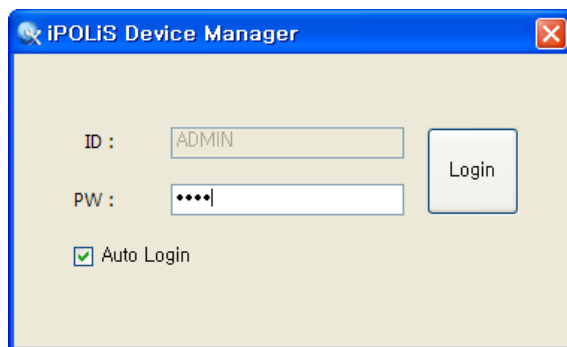 iPOLiS Device Manager
ID :
ADMIN
Login
PW :
••••
Auto Login